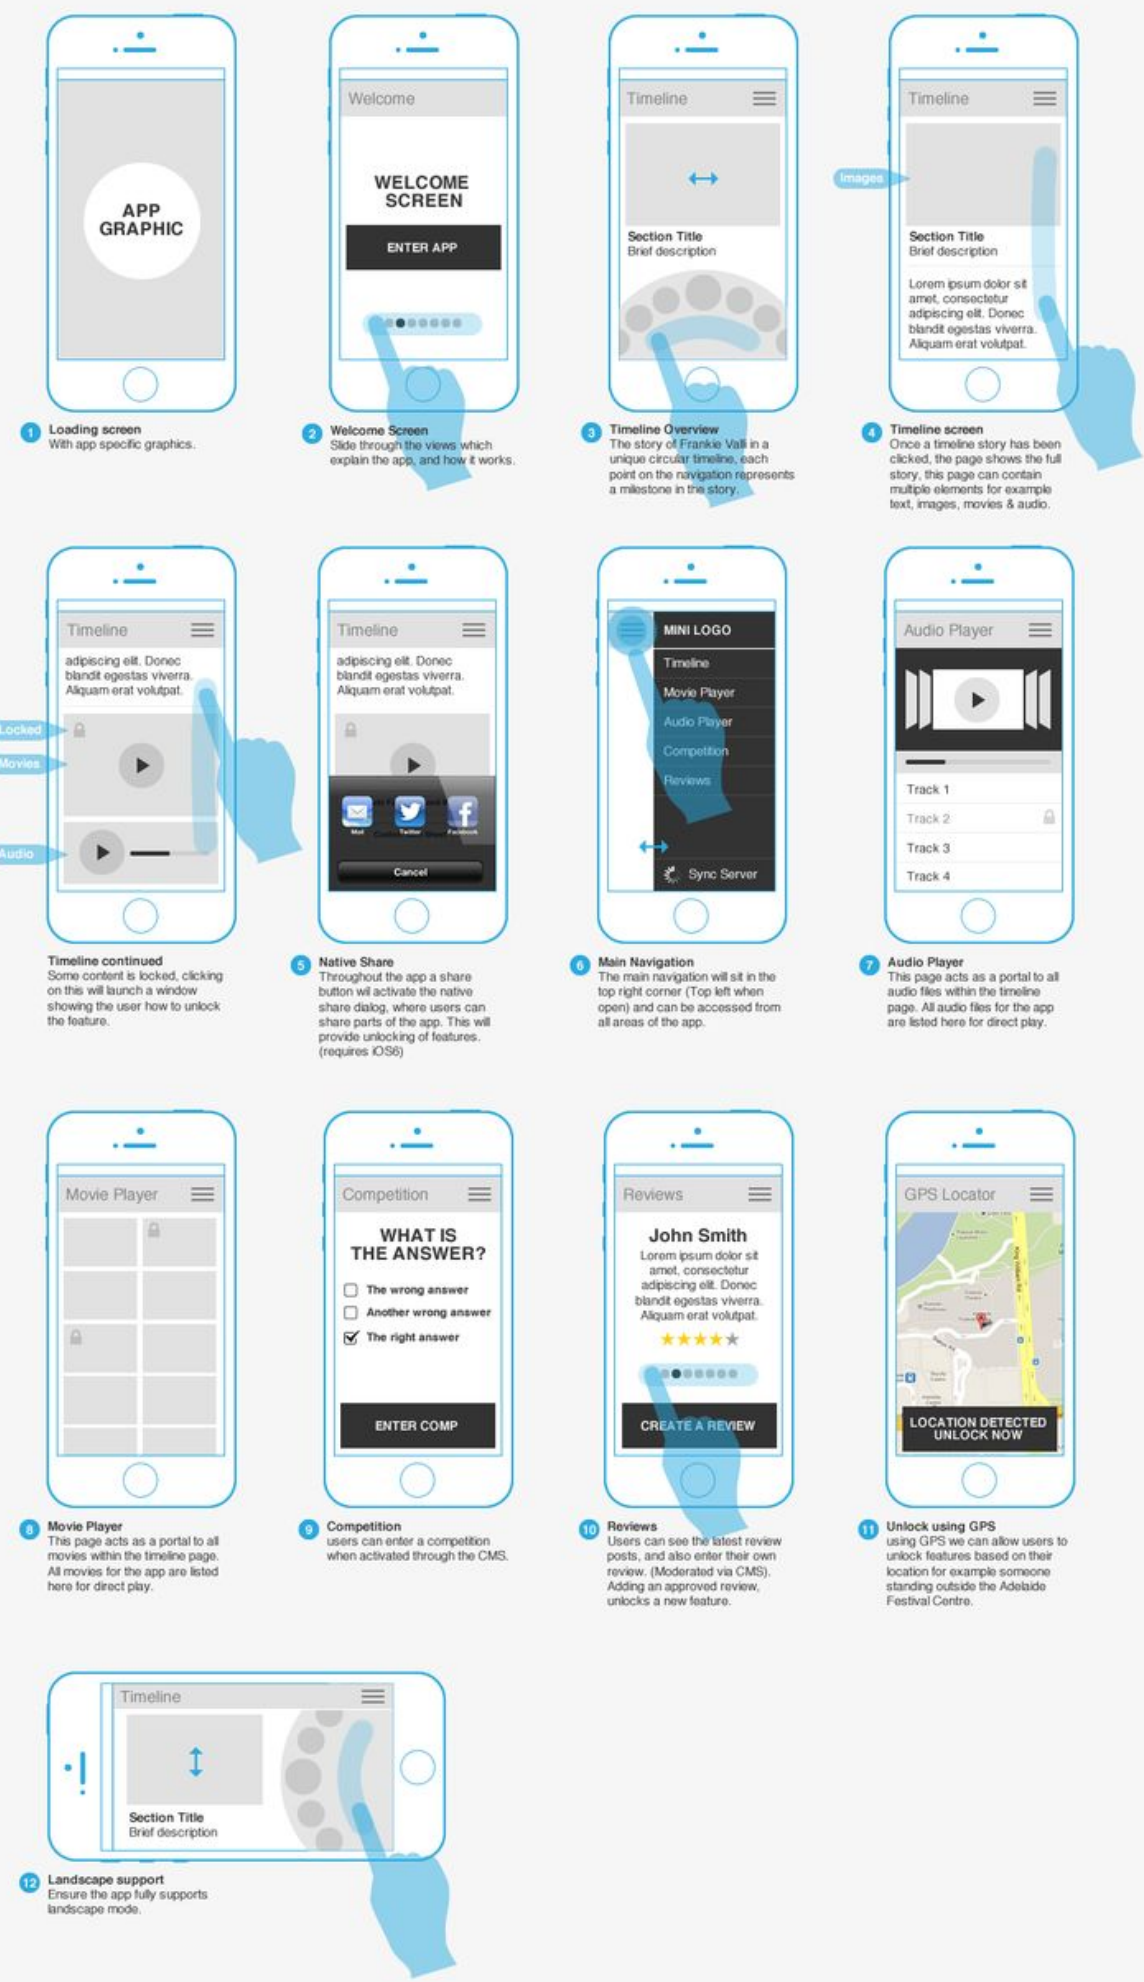 APP
GRAPHIC
1
Loading screen
With app specific graphics.
Welcome
WELCOME
SCREEN
ENTER APP
2
Welcome Screen
Slide through the views which
explain the app, and how it works.
Timeline
Section Title
Brief description
3
Timeline Overview
The story of Frankie Valli in a
unique circular timeline, each
point on the navigation represents
a milestone in the story.
Timeline
Images
Section Title
Brief description
Lorem ipsum dolor sit
amet, consectetur
adipiscing elit. Donec
blandit egestas viverra.
Aliquam erat volutpat.
4
Timeline screen
Once a timeline story has been
clicked, the page shows the full
story, this page can contain
multiple elements for example
text, images, movies & audio.
Timeline
adipiscing elit. Donec
blandit egestas viverra.
Aliquam erat volutpat.
Locked
Movies
Audio
Timeline continued
Some content is locked, clicking
on this will launch a window
showing the user how to unlock
the feature.
Timeline
adipiscing elit. Donec
blandit egestas viverra.
Aliquam erat volutpat.
Mail
Twitter
Facebook
Cancel
5
Native Share
Throughout the app a share
button wil activate the native
share dialog, where users can
share parts of the app. This will
provide unlocking of features.
(requires iOS6)
MINI LOGO
Timeline
Movie Player
Audio Player
Competition
Reviews
Sync Server
6
Main Navigation
The main navigation will sit in the
top right corner (Top left when
open) and can be accessed from
all areas of the app.
Audio Player
Track 1
Track 2
Track 3
Track 4
7
Audio Player
This page acts as a portal to all
audio files within the timeline
page. All audio files for the app
are listed here for direct play.
Movie Player
8
Movie Player
This page acts as a portal to all
movies within the timeline page.
All movies for the app are listed
here for direct play.
Competition
WHAT IS
THE ANSWER?
The wrong answer
Another wrong answer
The right answer
ENTER COMP
9
Competition
users can enter a competition
when activated through the CMS.
Reviews
John Smith
Lorem ipsum dolor sit
amet, consectetur
adipiscing elit. Donec
blandit egestas viverra.
Aliquam erat volutpat.
CREATE A REVIEW
10
Reviews
Users can see the latest review
posts, and also enter their own
review. (Moderated via CMS).
Adding an approved review,
unlocks a new feature.
GPS Locator
King William Rd
LOCATION DETECTED
UNLOCK NOW
11
Unlock using GPS
using GPS we can allow users to
unlock features based on their
location for example someone
standing outside the Adelaide
Festival Centre.
Timeline
Section Title
Brief description
12
Landscape support
Ensure the app fully supports
landscape mode.